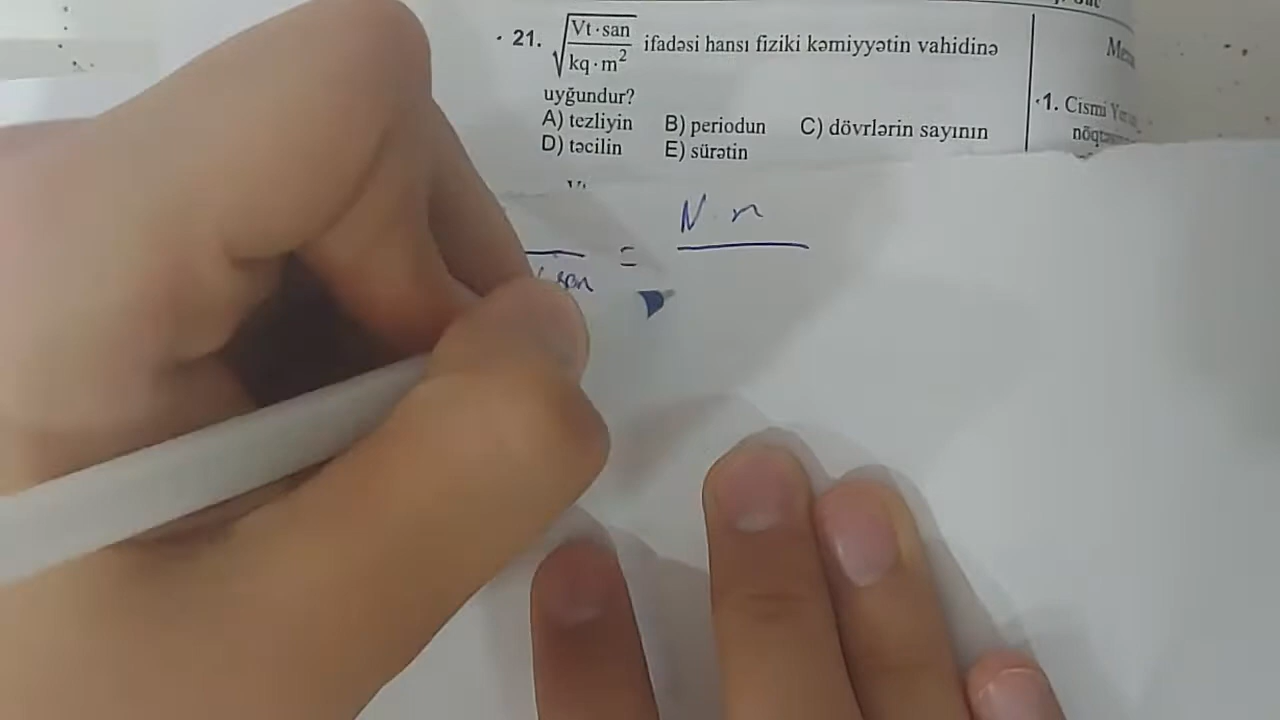 · 21. √(Vt·san / kq·m²) ifadəsi hansı fiziki kəmiyyətin vahidinə
uyğundur?
A) tezliyin B) periodun C) dövrlərin sayının
D) təcilin E) sürətin
·1. Cismi
= N · m
san